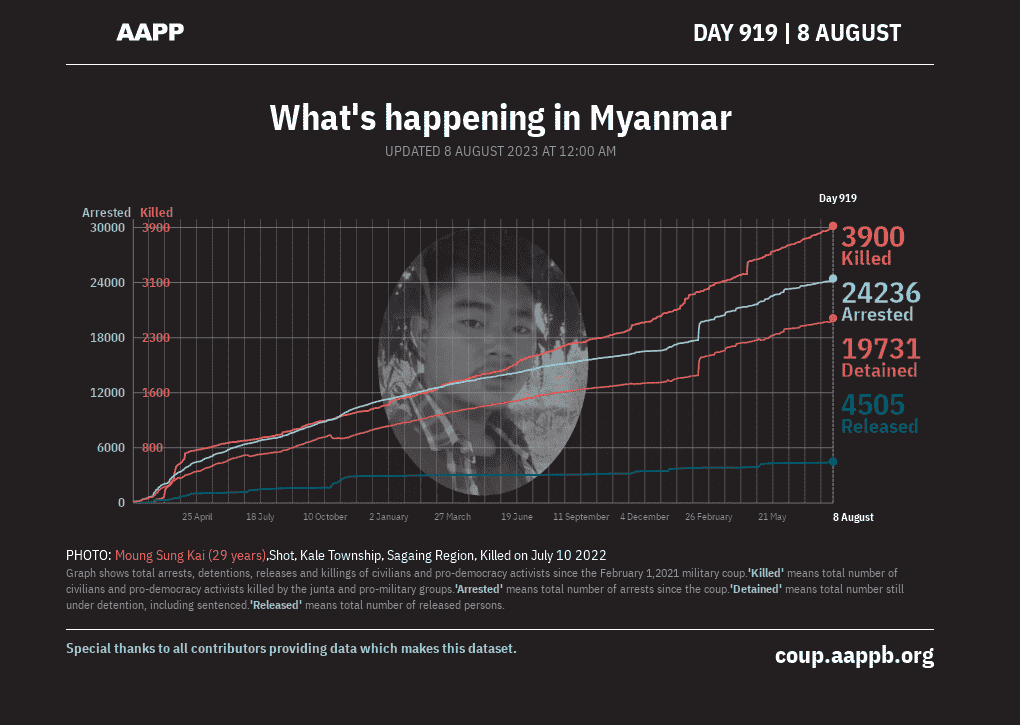 AAPP
DAY 919 | 8 AUGUST
What's happening in Myanmar
UPDATED 8 AUGUST 2023 AT 12:00 AM
Day 919
Arrested Killed
30000 3900
24000 3100
18000 2300
12000 1600
6000 800
0
3900
Killed
24236
Arrested
19731
Detained
4505
Released
25 April 18 July 10 October 2 January 27 March 19 June 11 September 4 December 26 February 21 May 8 August
PHOTO: Moung Sung Kai (29 years),Shot, Kale Township, Sagaing Region, Killed on July 10 2022
Graph shows total arrests, detentions, releases and killings of civilians and pro-democracy activists since the February 1,2021 military coup.'Killed' means total number of
civilians and pro-democracy activists killed by the junta and pro-military groups.'Arrested' means total number of arrests since the coup.'Detained' means total number still
under detention, including sentenced.'Released' means total number of released persons.
Special thanks to all contributors providing data which makes this dataset.
coup.aappb.org